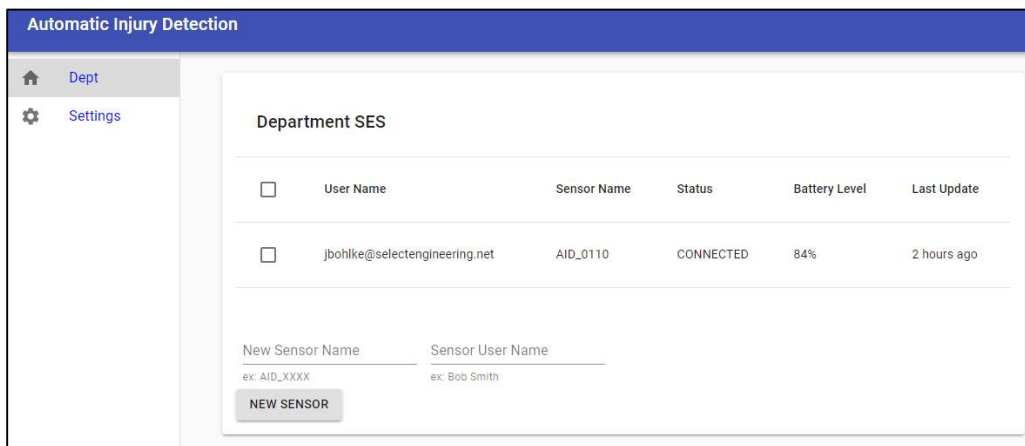 Automatic Injury Detection
Dept
Settings
Department SES
User Name Sensor Name Status Battery Level Last Update
jbohlke@selectengineering.net AID_0110 CONNECTED 84% 2 hours ago
New Sensor Name Sensor User Name
ex: AID_XXXX ex: Bob Smith
NEW SENSOR